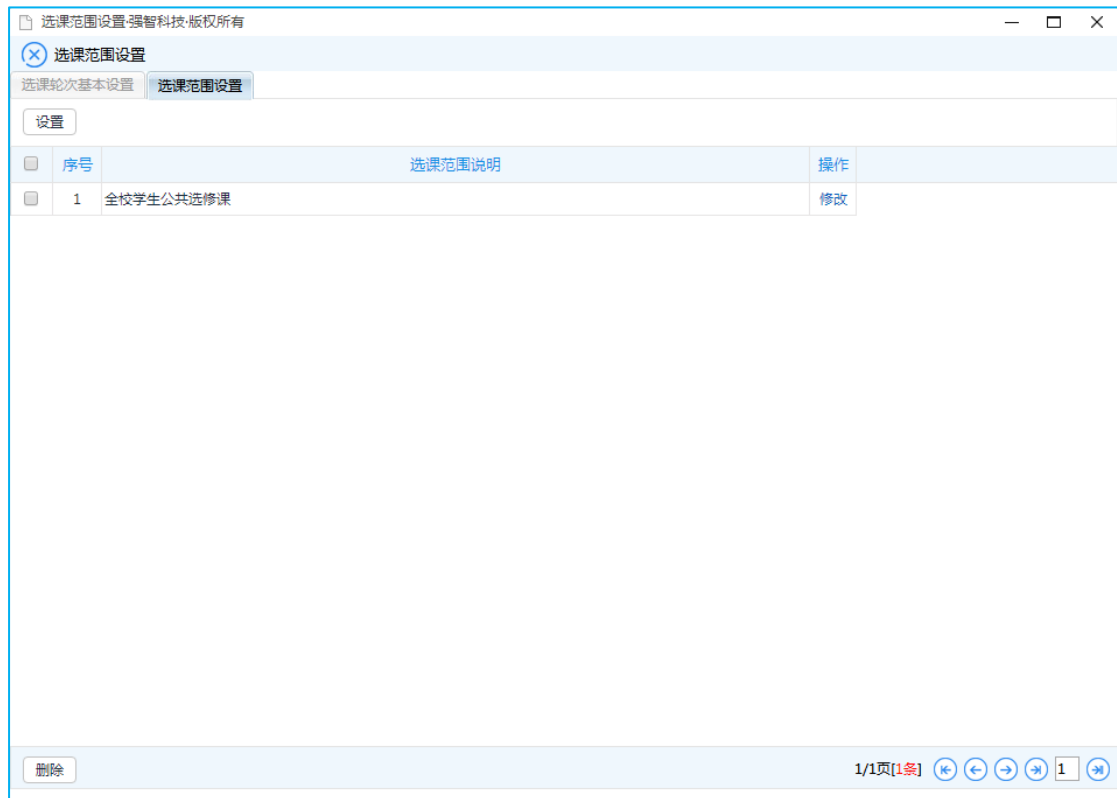 选课范围设置·强智科技·版权所有
选课范围设置
选课轮次基本设置 选课范围设置
设置
序号 选课范围说明 操作
1 全校学生公共选修课 修改
删除 1/1页[1条] 1